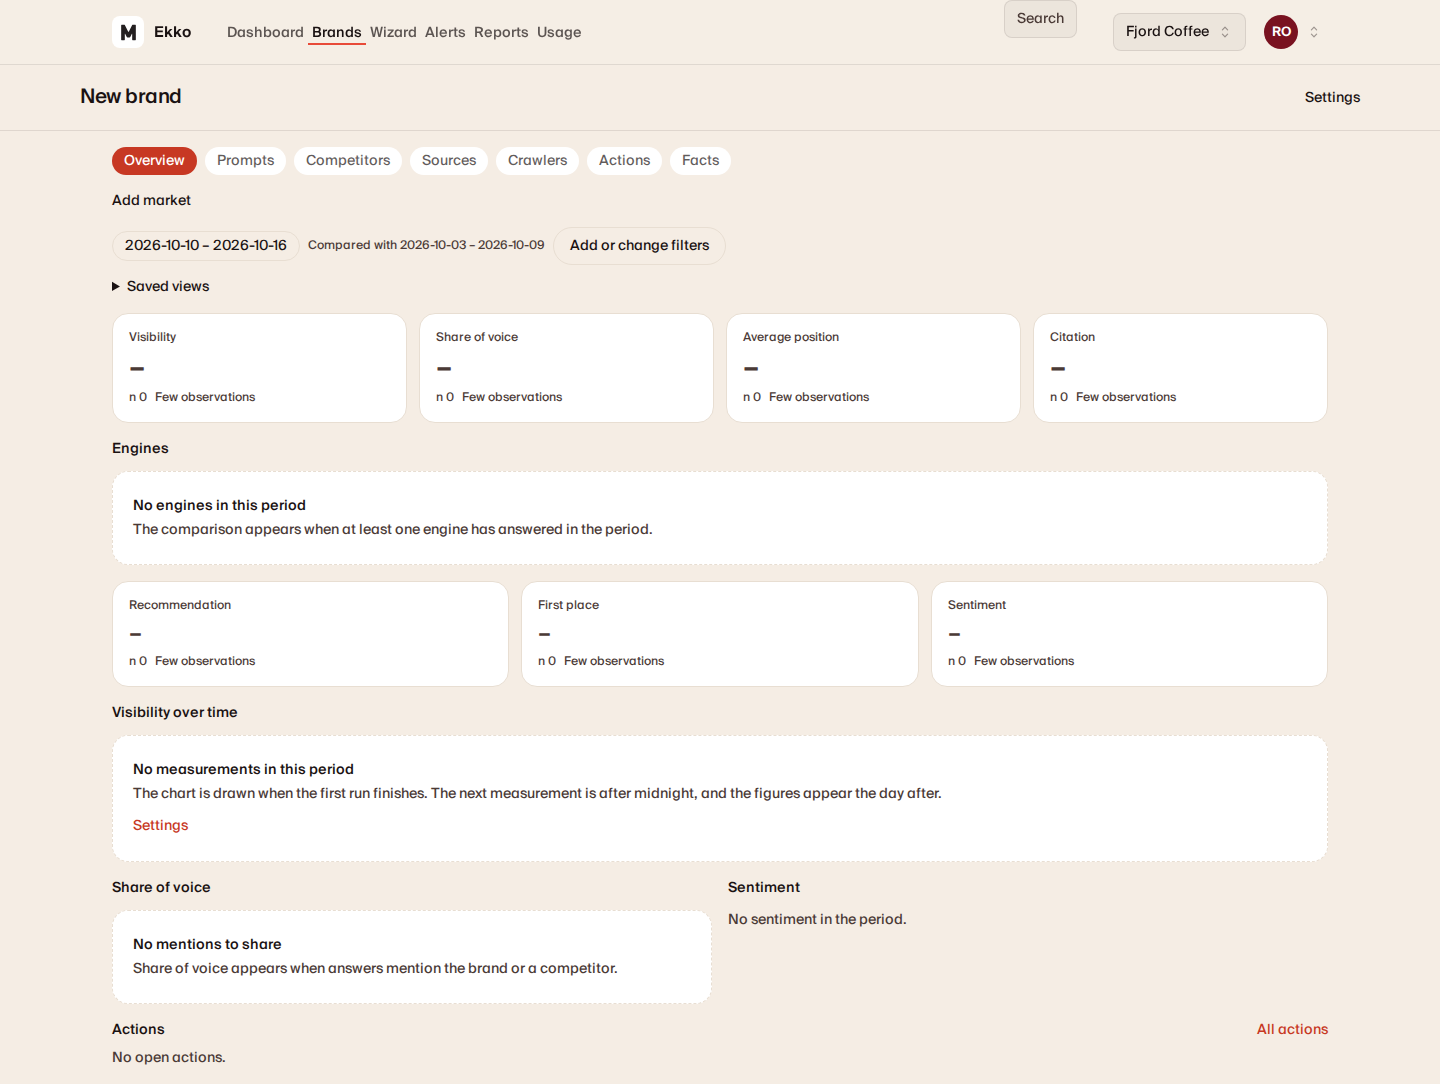 M Ekko Dashboard Brands Wizard Alerts Reports Usage Search Fjord Coffee RO
New brand Settings
Overview Prompts Competitors Sources Crawlers Actions Facts
Add market
2026-10-10 – 2026-10-16 Compared with 2026-10-03 – 2026-10-09 Add or change filters
Saved views
Visibility Share of voice Average position Citation
– – – –
n 0 Few observations n 0 Few observations n 0 Few observations n 0 Few observations
Engines
No engines in this period
The comparison appears when at least one engine has answered in the period.
Recommendation First place Sentiment
– – –
n 0 Few observations n 0 Few observations n 0 Few observations
Visibility over time
No measurements in this period
The chart is drawn when the first run finishes. The next measurement is after midnight, and the figures appear the day after.
Settings
Share of voice
No mentions to share
Share of voice appears when answers mention the brand or a competitor.
Sentiment
No sentiment in the period.
Actions All actions
No open actions.